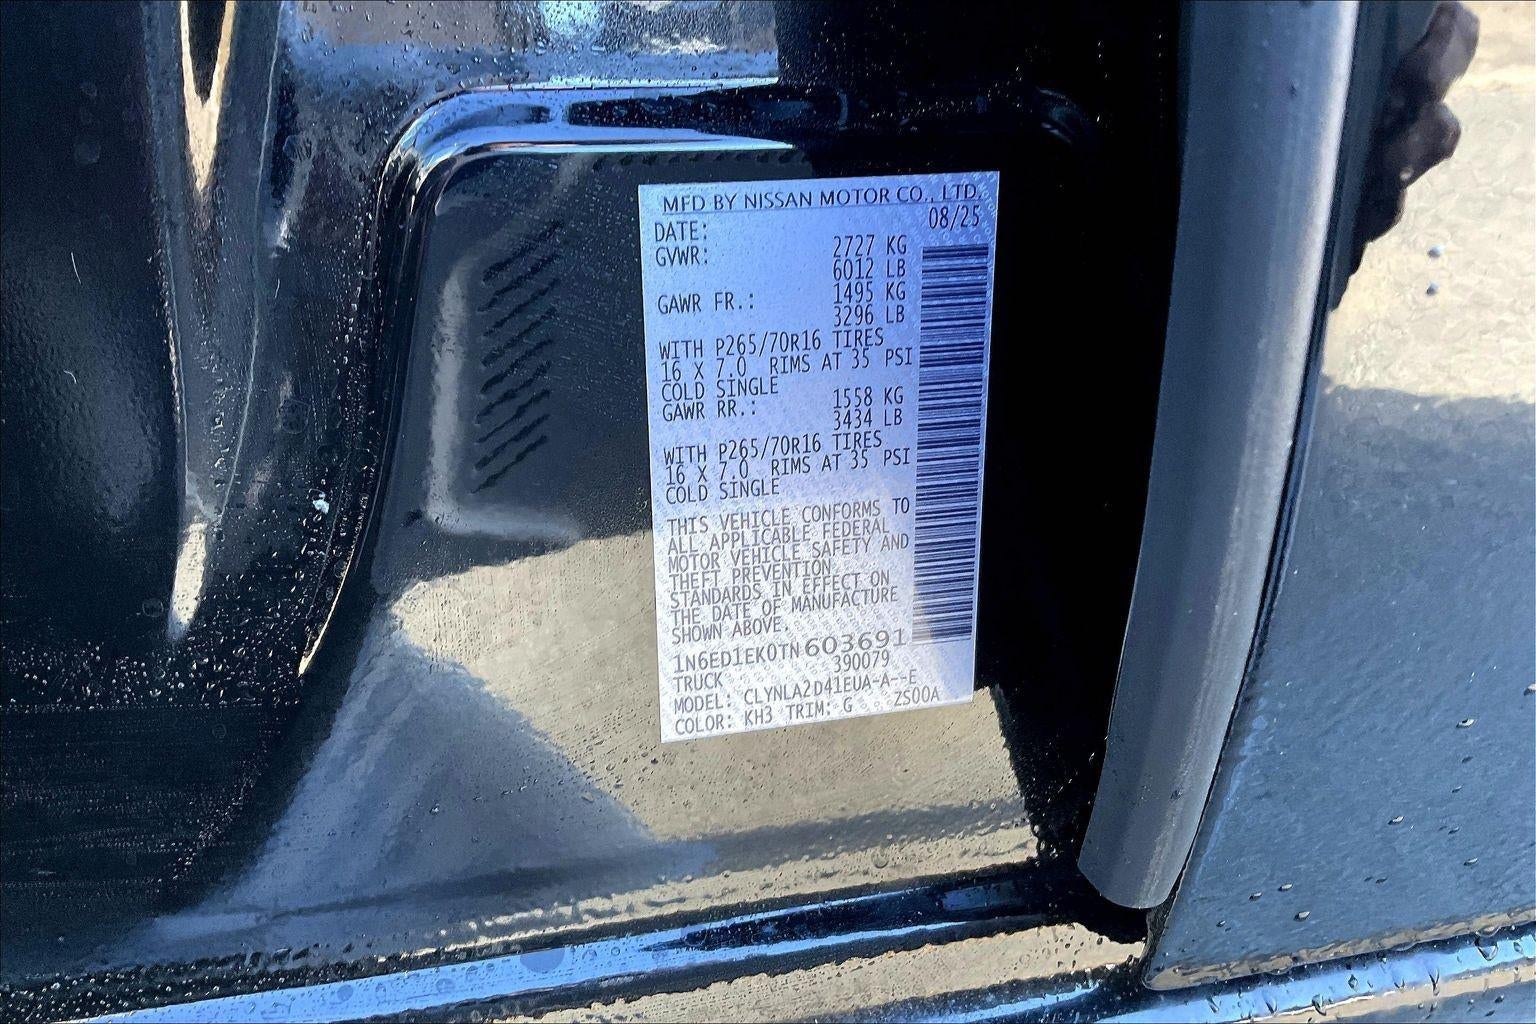 MFD BY NISSAN MOTOR CO., LTD.
DATE: 08/25
GVWR: 2727 KG
6012 LB
GAWR FR.: 1495 KG
3296 LB
WITH P265/70R16 TIRES
16 X 7.0 RIMS AT 35 PSI
COLD SINGLE
GAWR RR.: 1558 KG
3434 LB
WITH P265/70R16 TIRES
16 X 7.0 RIMS AT 35 PSI
COLD SINGLE
THIS VEHICLE CONFORMS TO
ALL APPLICABLE FEDERAL
MOTOR VEHICLE SAFETY AND
THEFT PREVENTION
STANDARDS IN EFFECT ON
THE DATE OF MANUFACTURE
SHOWN ABOVE.
1N6ED1EK0TN603691
TRUCK 390079
MODEL: CLYNLA2D41EUA-A--E
COLOR: KH3 TRIM: G ZS00A